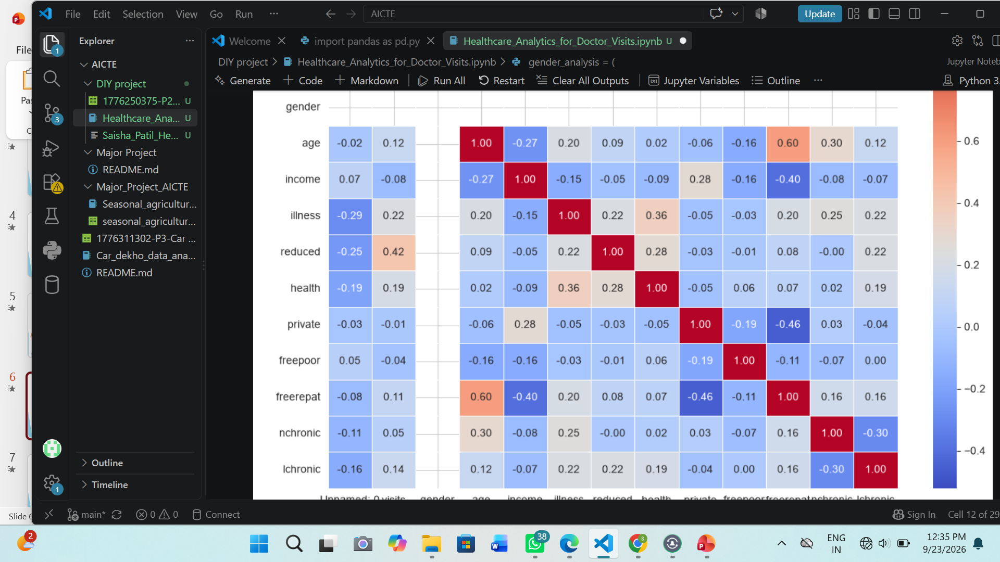 File Edit Selection View Go Run ···
AICTE
Update
File
Explorer ···
Welcome
import pandas as pd.py
Healthcare_Analytics_for_Doctor_Visits.ipynb U
1
AICTE
DIY project > Healthcare_Analytics_for_Doctor_Visits.ipynb > gender_analysis = (
Jupyter Noteb
DIY project
Generate + Code + Markdown Run All Restart Clear All Outputs Jupyter Variables Outline ···
Python 3.
1776250375-P2... U
Healthcare_Ana... U
Saisha_Patil_He... U
Major Project
README.md
Major_Project_AICTE
Seasonal_agricultur...
seasonal_agricultur...
1776311302-P3-Car ...
Car_dekho_data_ana...
README.md
3
Pas
4
5
6
7
gender
age -0.02 0.12 1.00 -0.27 0.20 0.09 0.02 -0.06 -0.16 0.60 0.30 0.12
income 0.07 -0.08 -0.27 1.00 -0.15 -0.05 -0.09 0.28 -0.16 -0.40 -0.08 -0.07
illness -0.29 0.22 0.20 -0.15 1.00 0.22 0.36 -0.05 -0.03 0.20 0.25 0.22
reduced -0.25 0.42 0.09 -0.05 0.22 1.00 0.28 -0.03 -0.01 0.08 -0.00 0.22
health -0.19 0.19 0.02 -0.09 0.36 0.28 1.00 -0.05 0.06 0.07 0.02 0.19
private -0.03 -0.01 -0.06 0.28 -0.05 -0.03 -0.05 1.00 -0.19 -0.46 0.03 -0.04
freepoor 0.05 -0.04 -0.16 -0.16 -0.03 -0.01 0.06 -0.19 1.00 -0.11 -0.07 0.00
freerepat -0.08 0.11 0.60 -0.40 0.20 0.08 0.07 -0.46 -0.11 1.00 0.16 0.16
nchronic -0.11 0.05 0.30 -0.08 0.25 -0.00 0.02 0.03 -0.07 0.16 1.00 -0.30
lchronic -0.16 0.14 0.12 -0.07 0.22 0.22 0.19 -0.04 0.00 0.16 -0.30 1.00
Unnamed: 0 visits gender age income illness reduced health private freepoor freerepat nchronic lchronic
0.6
0.4
0.2
0.0
−0.2
−0.4
Outline
Timeline
1
Slide 6
main* 0 0 Connect
Sign In Cell 12 of 29
2
38
ENG
IN
12:35 PM
9/23/2026